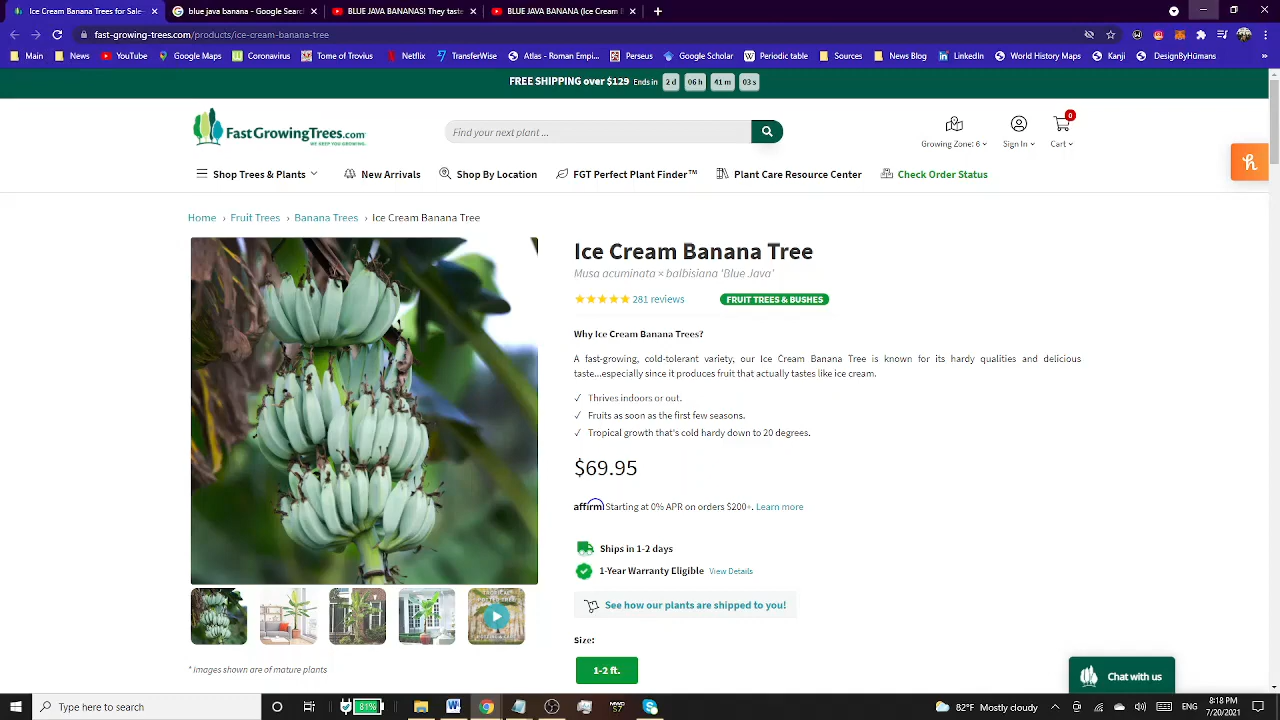 Ice Cream Banana Trees for Sale-
Google Search
BLUE JAVA BANANAS! They taste
BLUE JAVA BANANA (Ice Cream B
fast-growing-trees.com/products/ice-cream-banana-tree
Main News YouTube Google Maps Coronavirus Tome of Trovius Netflix TransferWise Atlas - Roman Empi... Persus Google Scholar Periodic table Sources News Blog LinkedIn World History Maps Kanji DesignByHumans »
FREE SHIPPING over $129 Ends in 2 d 06 h 41 m 03 s
FastGrowingTrees.com
WE KEEP YOU GROWING.
Find your next plant ...
Growing Zone: 6
Sign In
0
Cart
Shop Trees & Plants New Arrivals Shop By Location FGT Perfect Plant Finder™ Plant Care Resource Center Check Order Status
Home › Fruit Trees › Banana Trees › Ice Cream Banana Tree
Ice Cream Banana Tree
Musa acuminata × balbisiana 'Blue Java'
281 reviews FRUIT TREES & BUSHES
Why Ice Cream Banana Trees?
A fast-growing, cold-tolerant variety, our Ice Cream Banana Tree is known for its hardy qualities and delicious
taste...especially since it produces fruit that actually tastes like ice cream.
✓ Thrives indoors or out.
✓ Fruits as soon as the first few seasons.
✓ Tropical growth that's cold hardy down to 20 degrees.
$69.95
affirm Starting at 0% APR on orders $200+. Learn more
Ships in 1-2 days
1-Year Warranty Eligible View Details
See how our plants are shipped to you!
Size:
1-2 ft.
* Images shown are of mature plants
Chat with us
Type here to search
81%
82°F Mostly cloudy
ENG
8:18 PM
7/20/2021